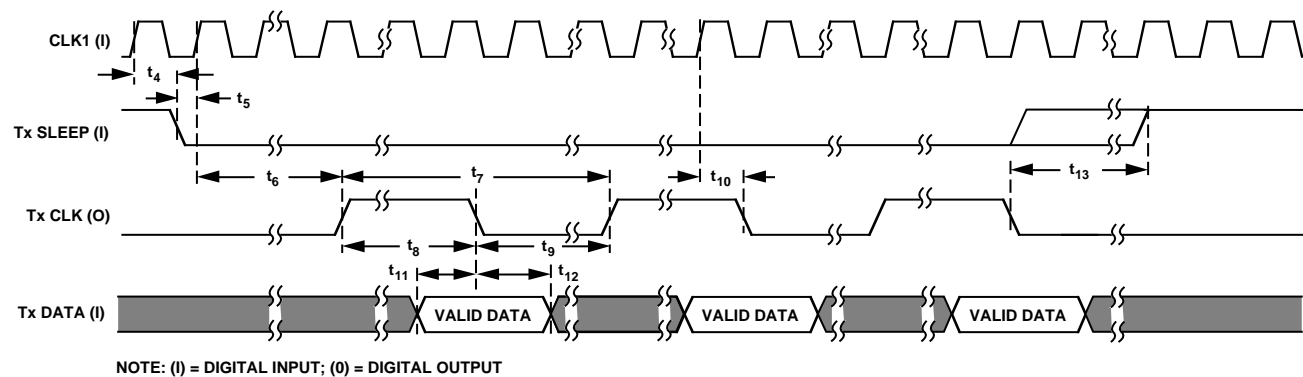 CLK1 (I)
t4
t5
Tx SLEEP (I)
t6
t7
t10
t13
Tx CLK (O)
t8
t9
t11
t12
Tx DATA (I)
VALID DATA
VALID DATA
VALID DATA
NOTE: (I) = DIGITAL INPUT; (0) = DIGITAL OUTPUT